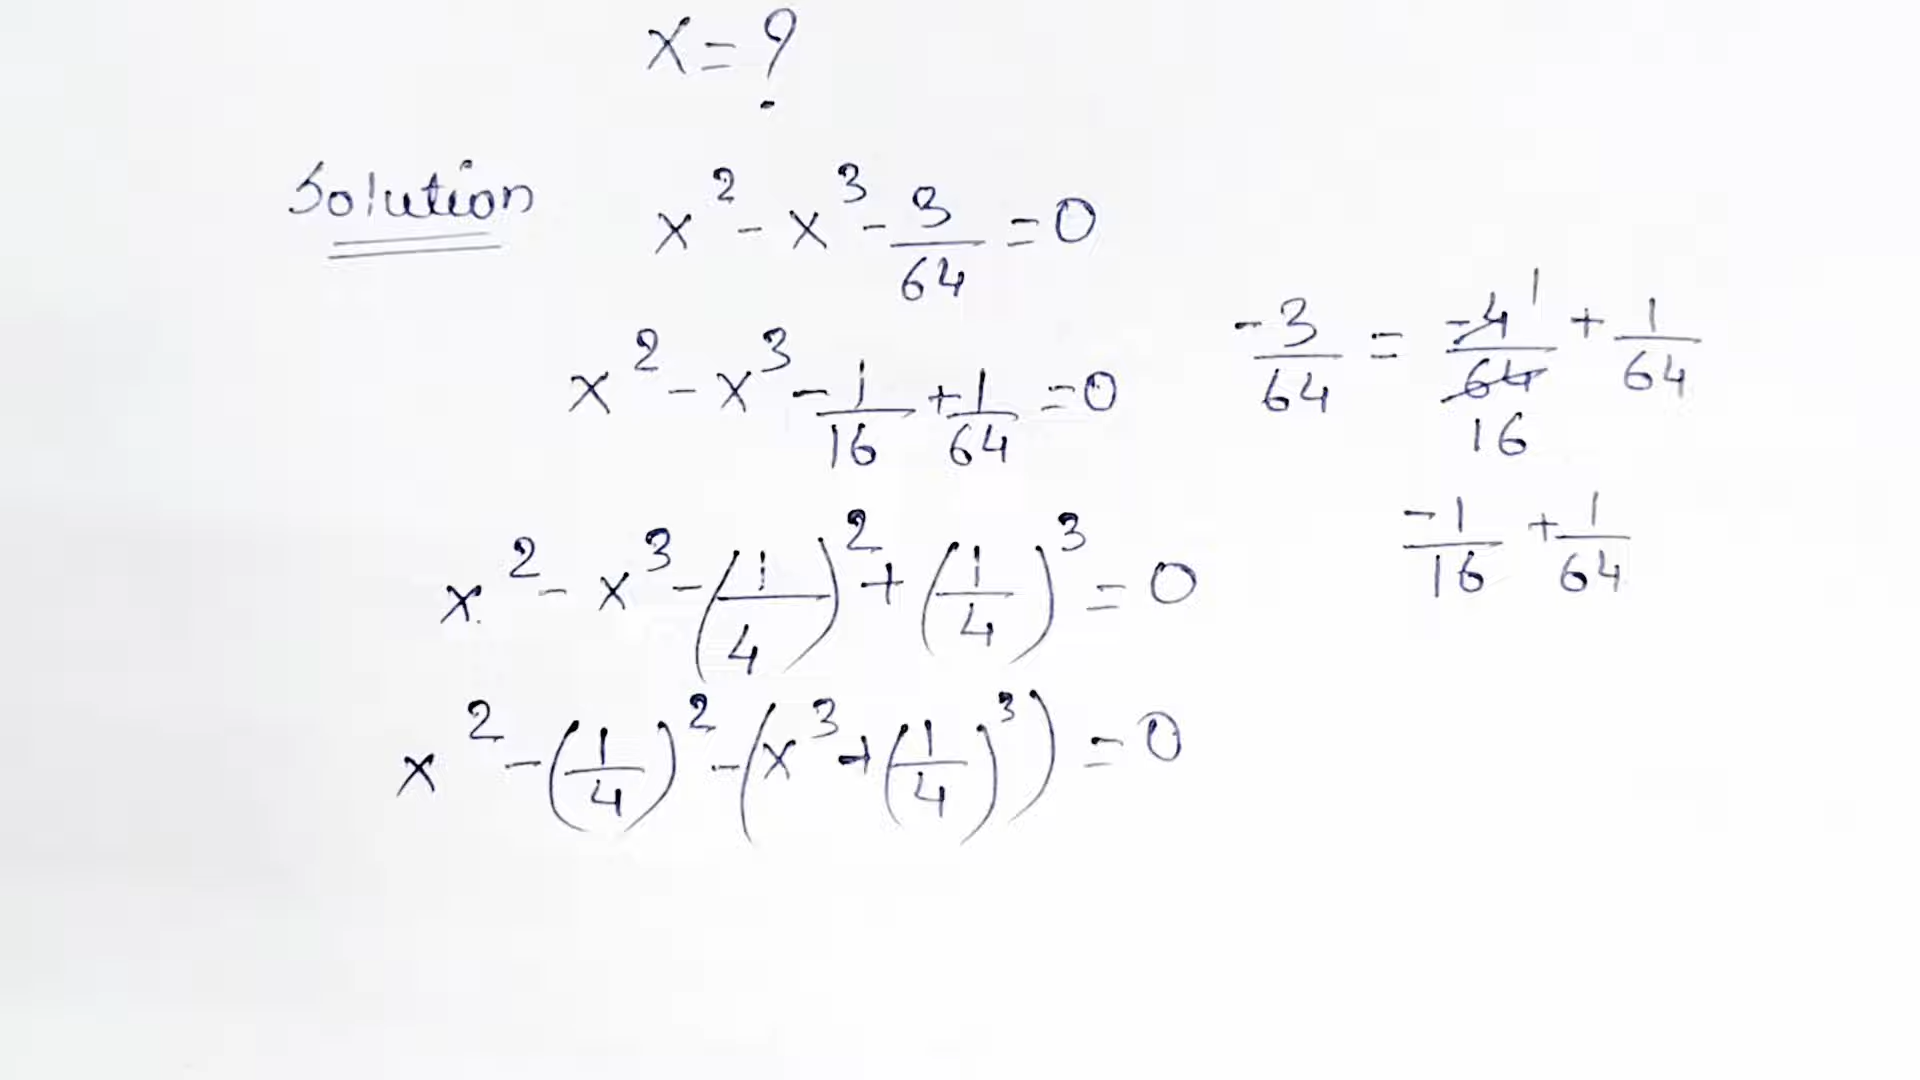 x = ?
Solution
x² - x³ - 3/64 = 0
x² - x³ - 1/16 + 1/64 = 0
-3/64 = -4/64 1/16 + 1/64
x² - x³ - (1/4)² + (1/4)³ = 0
-1/16 + 1/64
x² - (1/4)² - (x³ + (1/4)³) = 0